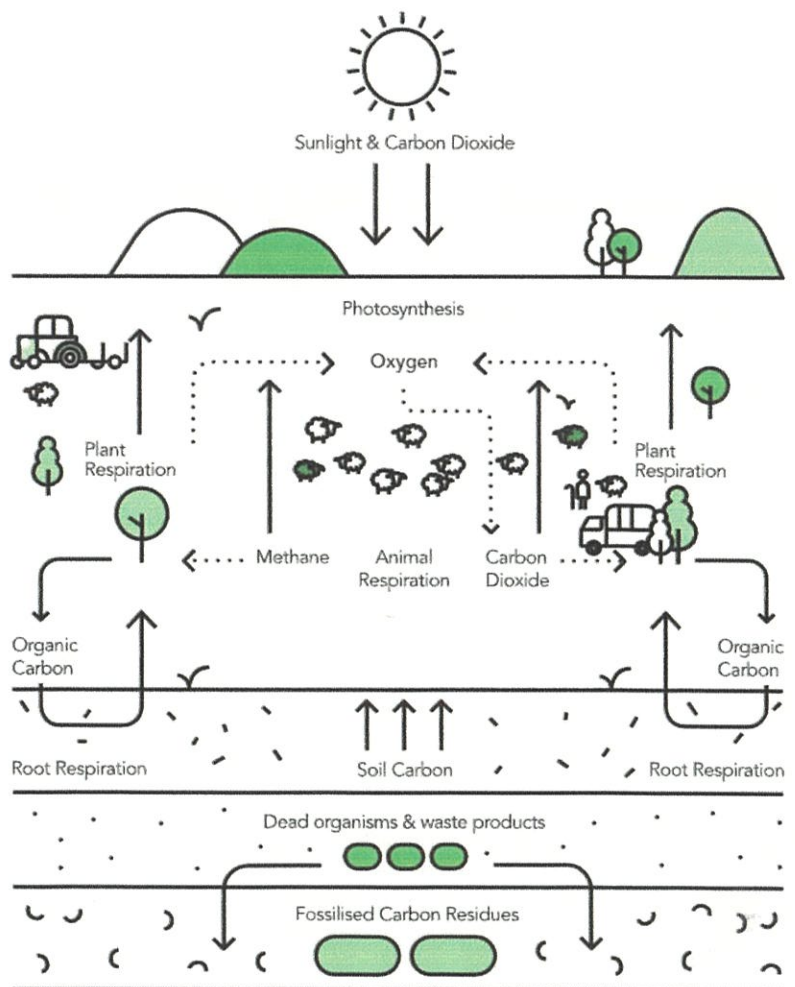 Sunlight & Carbon Dioxide
Photosynthesis
Oxygen
Plant
Respiration
Plant
Respiration
Methane
Animal
Respiration
Carbon
Dioxide
Organic
Carbon
Organic
Carbon
Root Respiration
Soil Carbon
Root Respiration
Dead organisms & waste products
Fossilised Carbon Residues